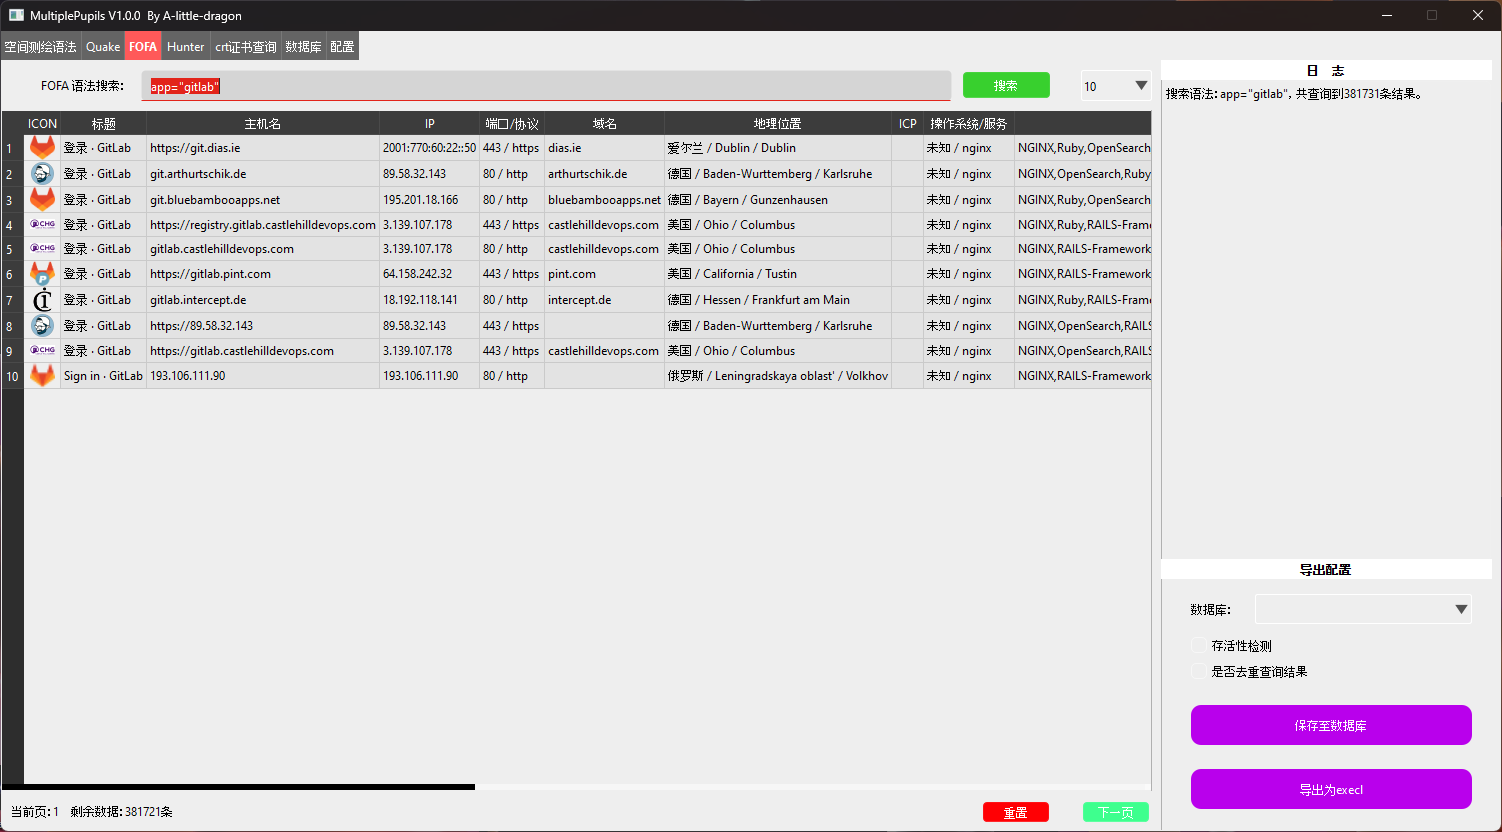 MultiplePupils V1.0.0 By A-little-dragon
空间测绘语法 Quake FOFA Hunter crt证书查询 数据库 配置
FOFA 语法搜索： app="gitlab" 搜索 10
ICON 标题 主机名 IP 端口/协议 域名 地理位置 ICP 操作系统/服务
1 登录 · GitLab https://git.dias.ie 2001:770:60:22::50 443 / https dias.ie 爱尔兰 / Dublin / Dublin 未知 / nginx NGINX,Ruby,OpenSearch
2 登录 · GitLab git.arthurtschik.de 89.58.32.143 80 / http arthurtschik.de 德国 / Baden-Wurttemberg / Karlsruhe 未知 / nginx NGINX,OpenSearch,Ruby
3 登录 · GitLab git.bluebambooapps.net 195.201.18.166 80 / http bluebambooapps.net 德国 / Bayern / Gunzenhausen 未知 / nginx NGINX,Ruby,OpenSearch
4 CHG 登录 · GitLab https://registry.gitlab.castlehilldevops.com 3.139.107.178 443 / https castlehilldevops.com 美国 / Ohio / Columbus 未知 / nginx NGINX,Ruby,RAILS-Fram
5 CHG 登录 · GitLab gitlab.castlehilldevops.com 3.139.107.178 80 / http castlehilldevops.com 美国 / Ohio / Columbus 未知 / nginx NGINX,RAILS-Framework
6 P 登录 · GitLab https://gitlab.pint.com 64.158.242.32 443 / https pint.com 美国 / California / Tustin 未知 / nginx NGINX,RAILS-Framework
7 登录 · GitLab gitlab.intercept.de 18.192.118.141 80 / http intercept.de 德国 / Hessen / Frankfurt am Main 未知 / nginx NGINX,Ruby,RAILS-Fram
8 登录 · GitLab https://89.58.32.143 89.58.32.143 443 / https 德国 / Baden-Wurttemberg / Karlsruhe 未知 / nginx NGINX,OpenSearch,RAILS
9 CHG 登录 · GitLab https://gitlab.castlehilldevops.com 3.139.107.178 443 / https castlehilldevops.com 美国 / Ohio / Columbus 未知 / nginx NGINX,OpenSearch,RAILS
10 Sign in · GitLab 193.106.111.90 193.106.111.90 80 / http 俄罗斯 / Leningradskaya oblast' / Volkhov 未知 / nginx NGINX,RAILS-Framework
当前页：1 剩余数据：381721条 重置 下一页
日 志
搜索语法：app="gitlab"，共查询到381731条结果。
导出配置
数据库：
存活性检测
是否去重查询结果
保存至数据库
导出为execl